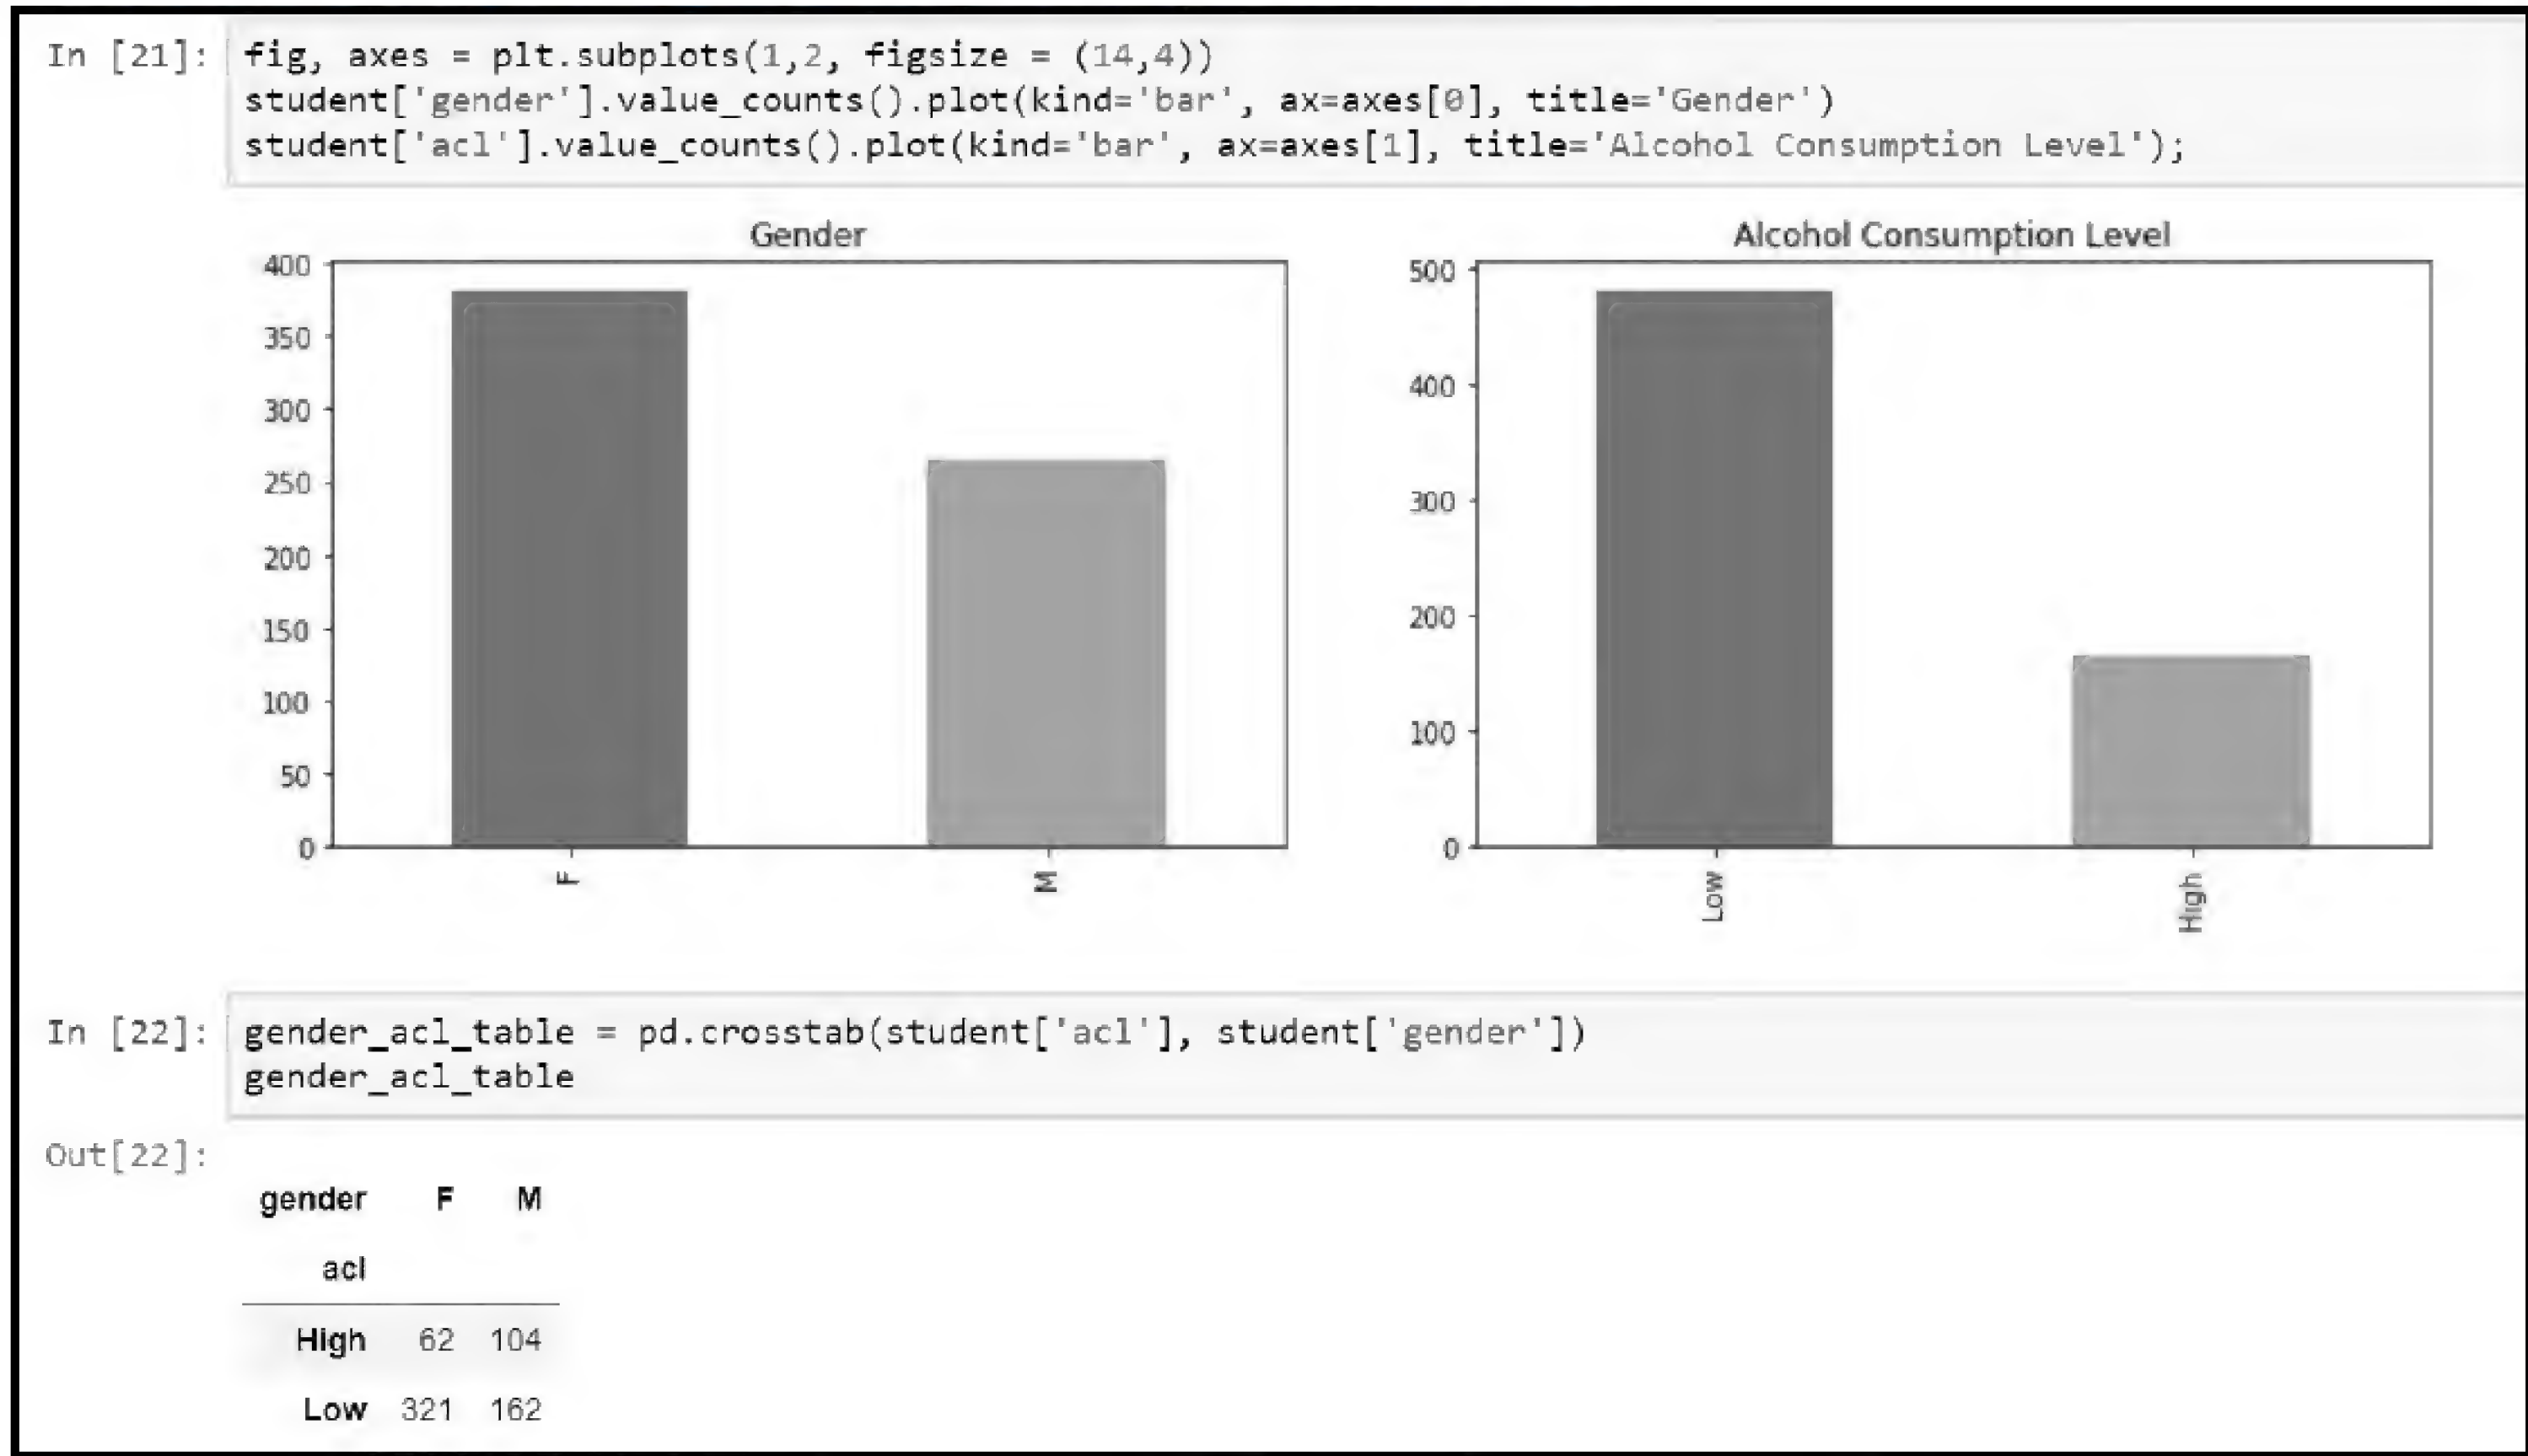 In [21]: fig, axes = plt.subplots(1,2, figsize = (14,4))
student['gender'].value_counts().plot(kind='bar', ax=axes[0], title='Gender')
student['acl'].value_counts().plot(kind='bar', ax=axes[1], title='Alcohol Consumption Level');
Gender
400
350
300
250
200
150
100
50
0
F
M
Alcohol Consumption Level
500
400
300
200
100
0
Low
High
In [22]: gender_acl_table = pd.crosstab(student['acl'], student['gender'])
gender_acl_table
Out[22]:
gender F M
acl
High 62 104
Low 321 162